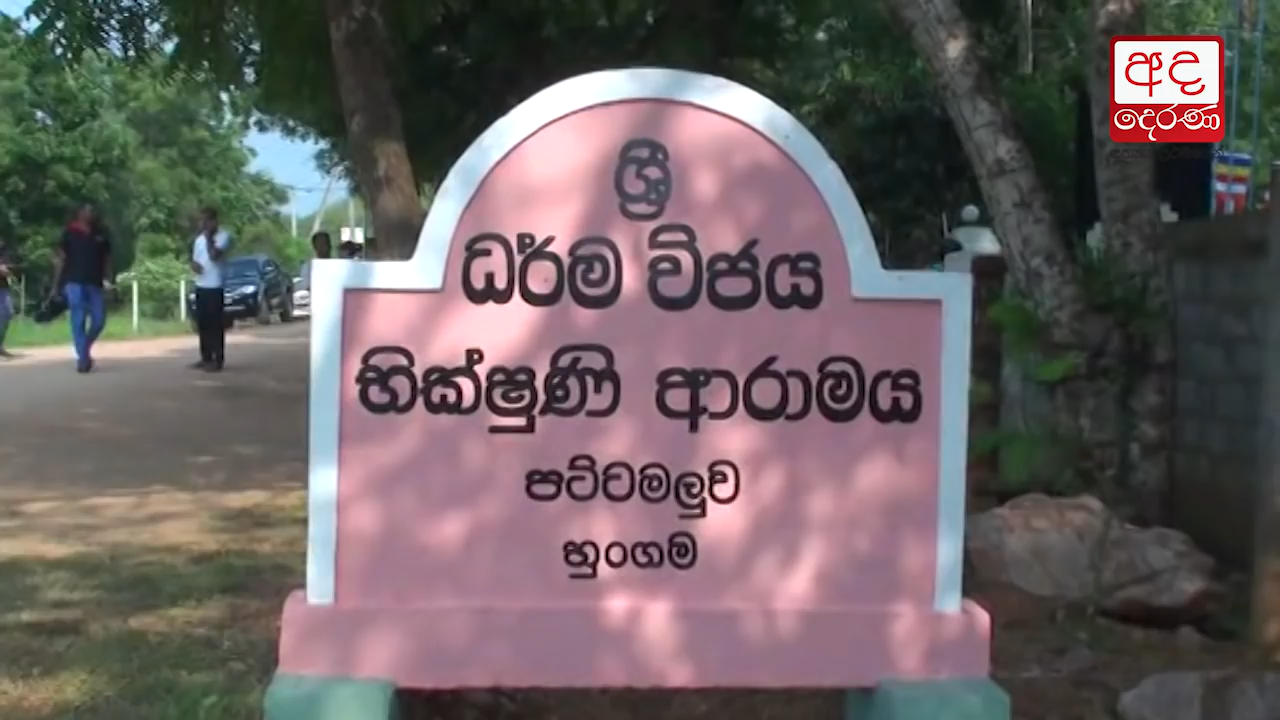 ශ්‍රී
ධර්ම විජය
භික්ෂුණි ආරාමය
පට්ටමලුව
හුංගම
අද
දෙරණ